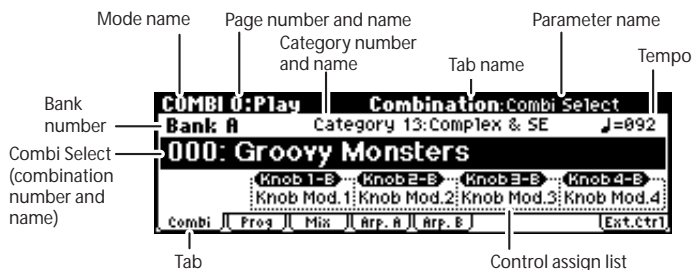 Mode name
Page number and name
Category number
and name
Tab name
Parameter name
Tempo
COMBI 0:Play
Combination:Combi Select
Bank
number
Bank A
Category 13:Complex & SE
♩=092
Combi Select
(combination
number and
name)
000: Groovy Monsters
Knob 1-B Knob 2-B Knob 3-B Knob 4-B
Knob Mod.1 Knob Mod.2 Knob Mod.3 Knob Mod.4
Combi Prog Mix Arp. A Arp. B Ext.Ctrl
Tab
Control assign list